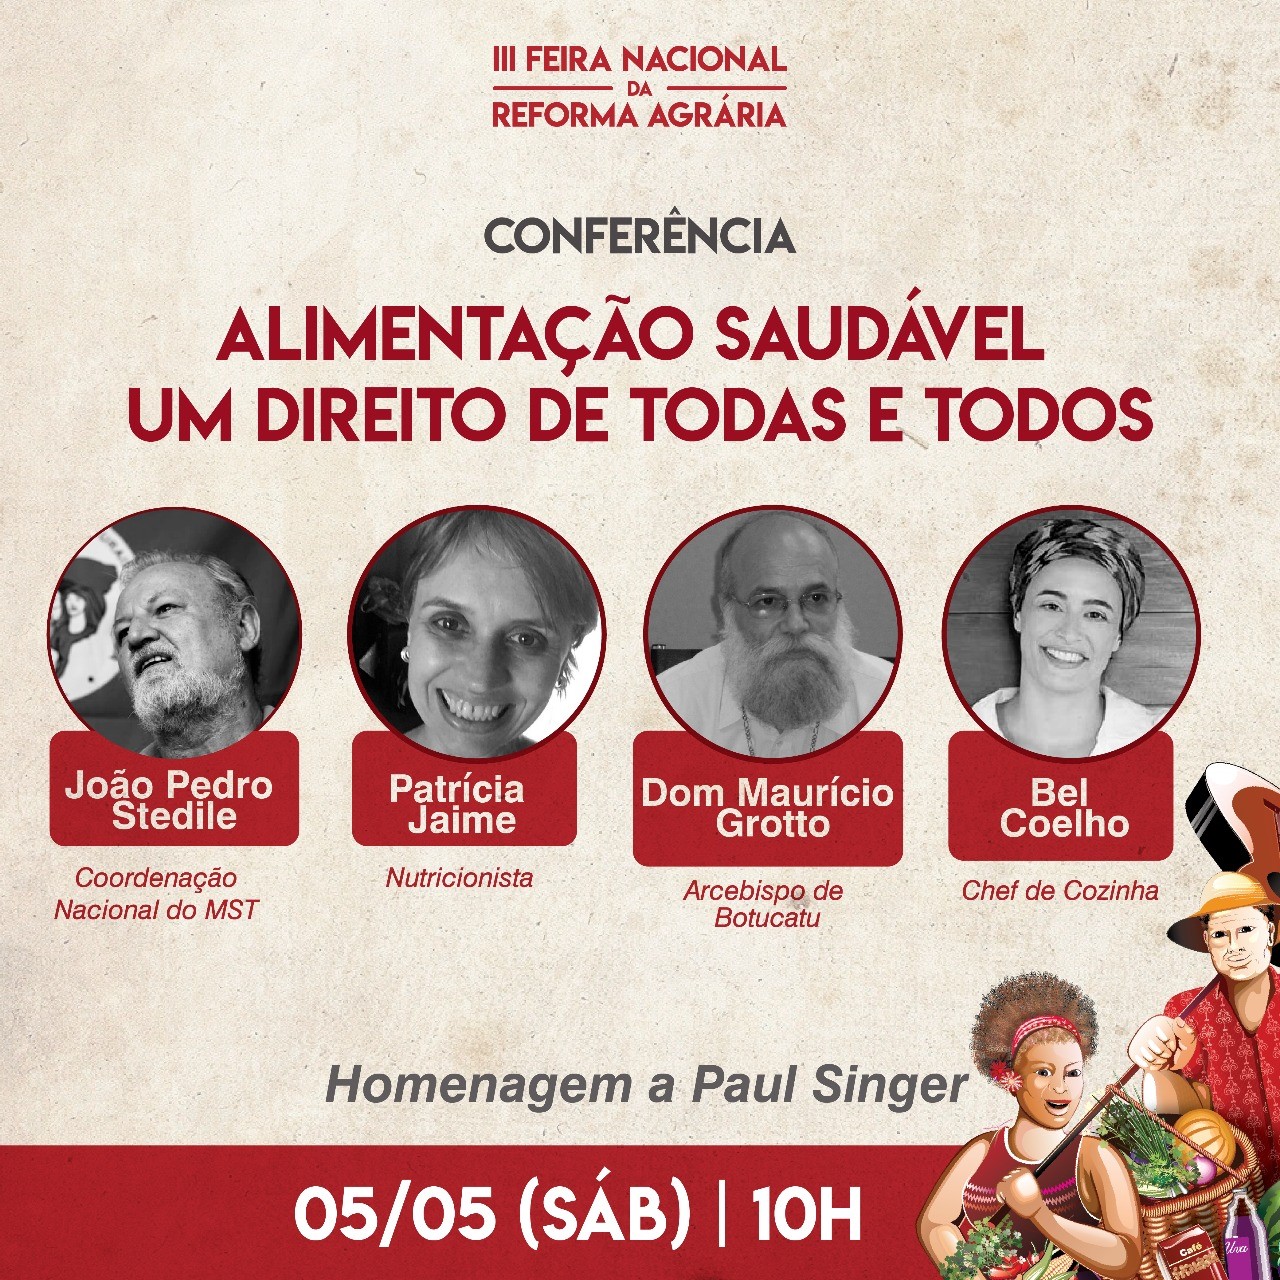 III FEIRA NACIONAL
DA
REFORMA AGRÁRIA
CONFERÊNCIA
ALIMENTAÇÃO SAUDÁVEL
UM DIREITO DE TODAS E TODOS
João Pedro
Stedile
Coordenação
Nacional do MST
Patrícia
Jaime
Nutricionista
Dom Maurício
Grotto
Arcebispo de
Botucatu
Bel
Coelho
Chef de Cozinha
Homenagem a Paul Singer
05/05 (SÁB) | 10H
Café
Uva